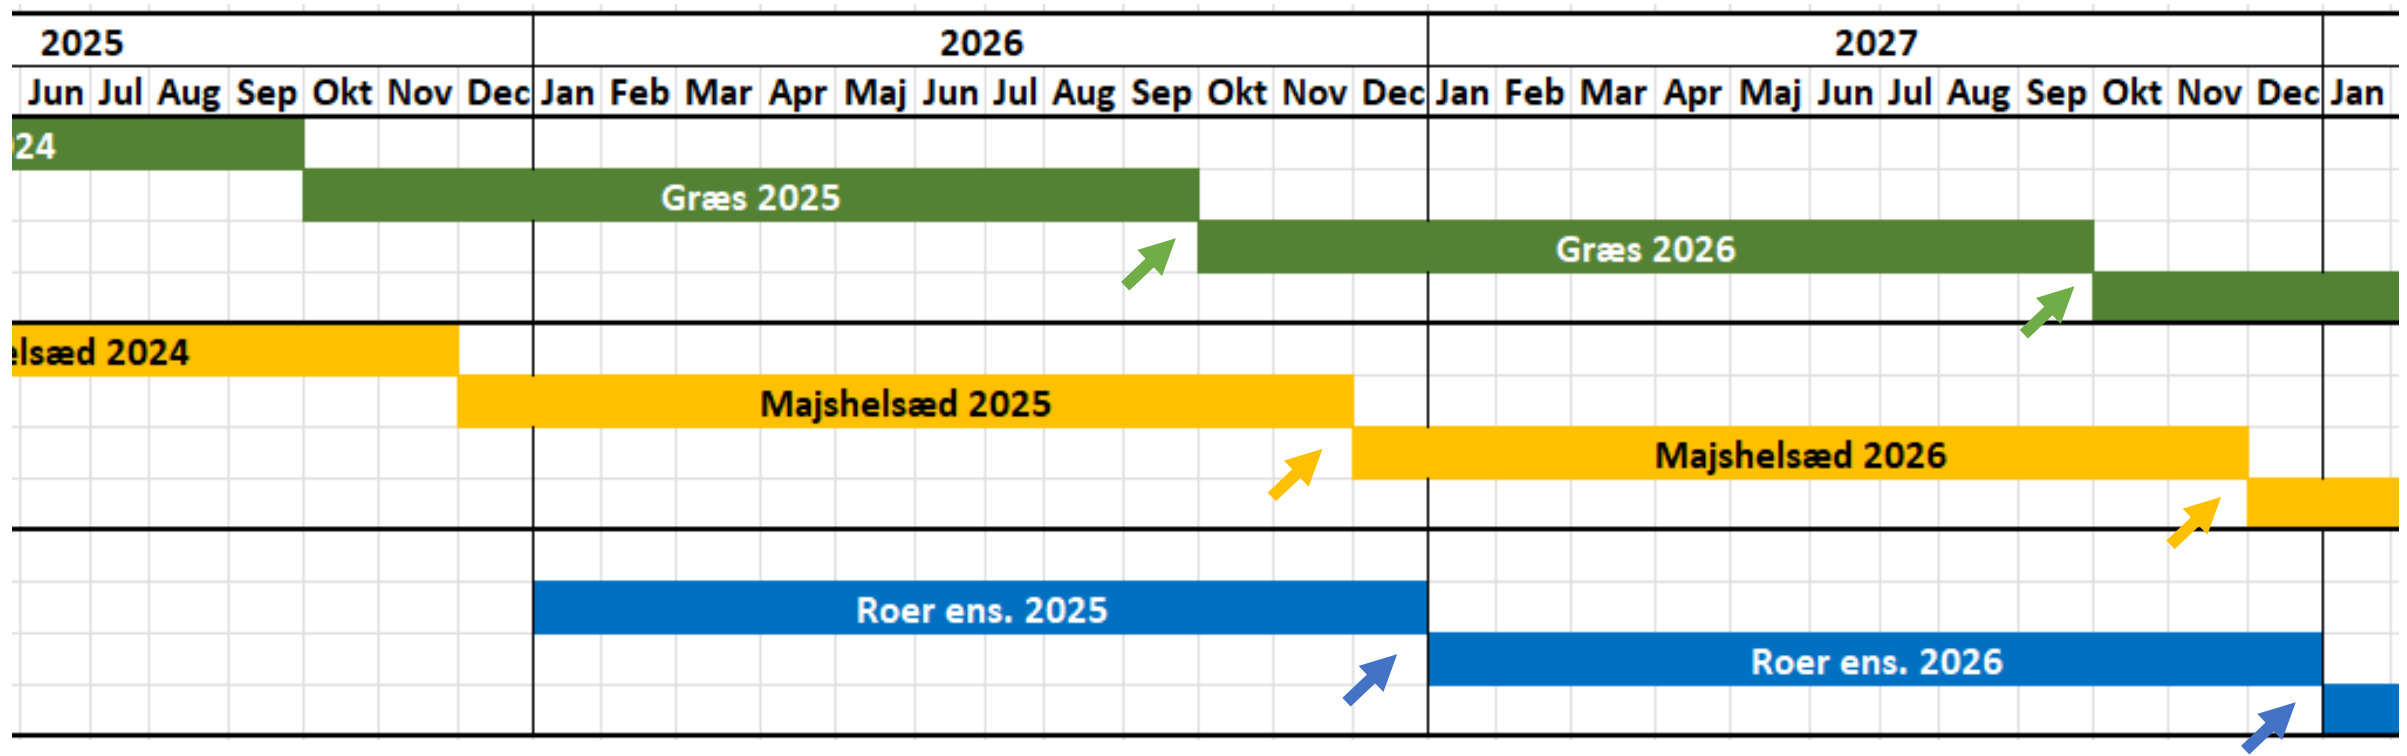 2025 2026 2027
Jun Jul Aug Sep Okt Nov Dec Jan Feb Mar Apr Maj Jun Jul Aug Sep Okt Nov Dec Jan Feb Mar Apr Maj Jun Jul Aug Sep Okt Nov Dec Jan
24
Græs 2025
Græs 2026
elsæd 2024
Majshelsæd 2025
Majshelsæd 2026
Roer ens. 2025
Roer ens. 2026